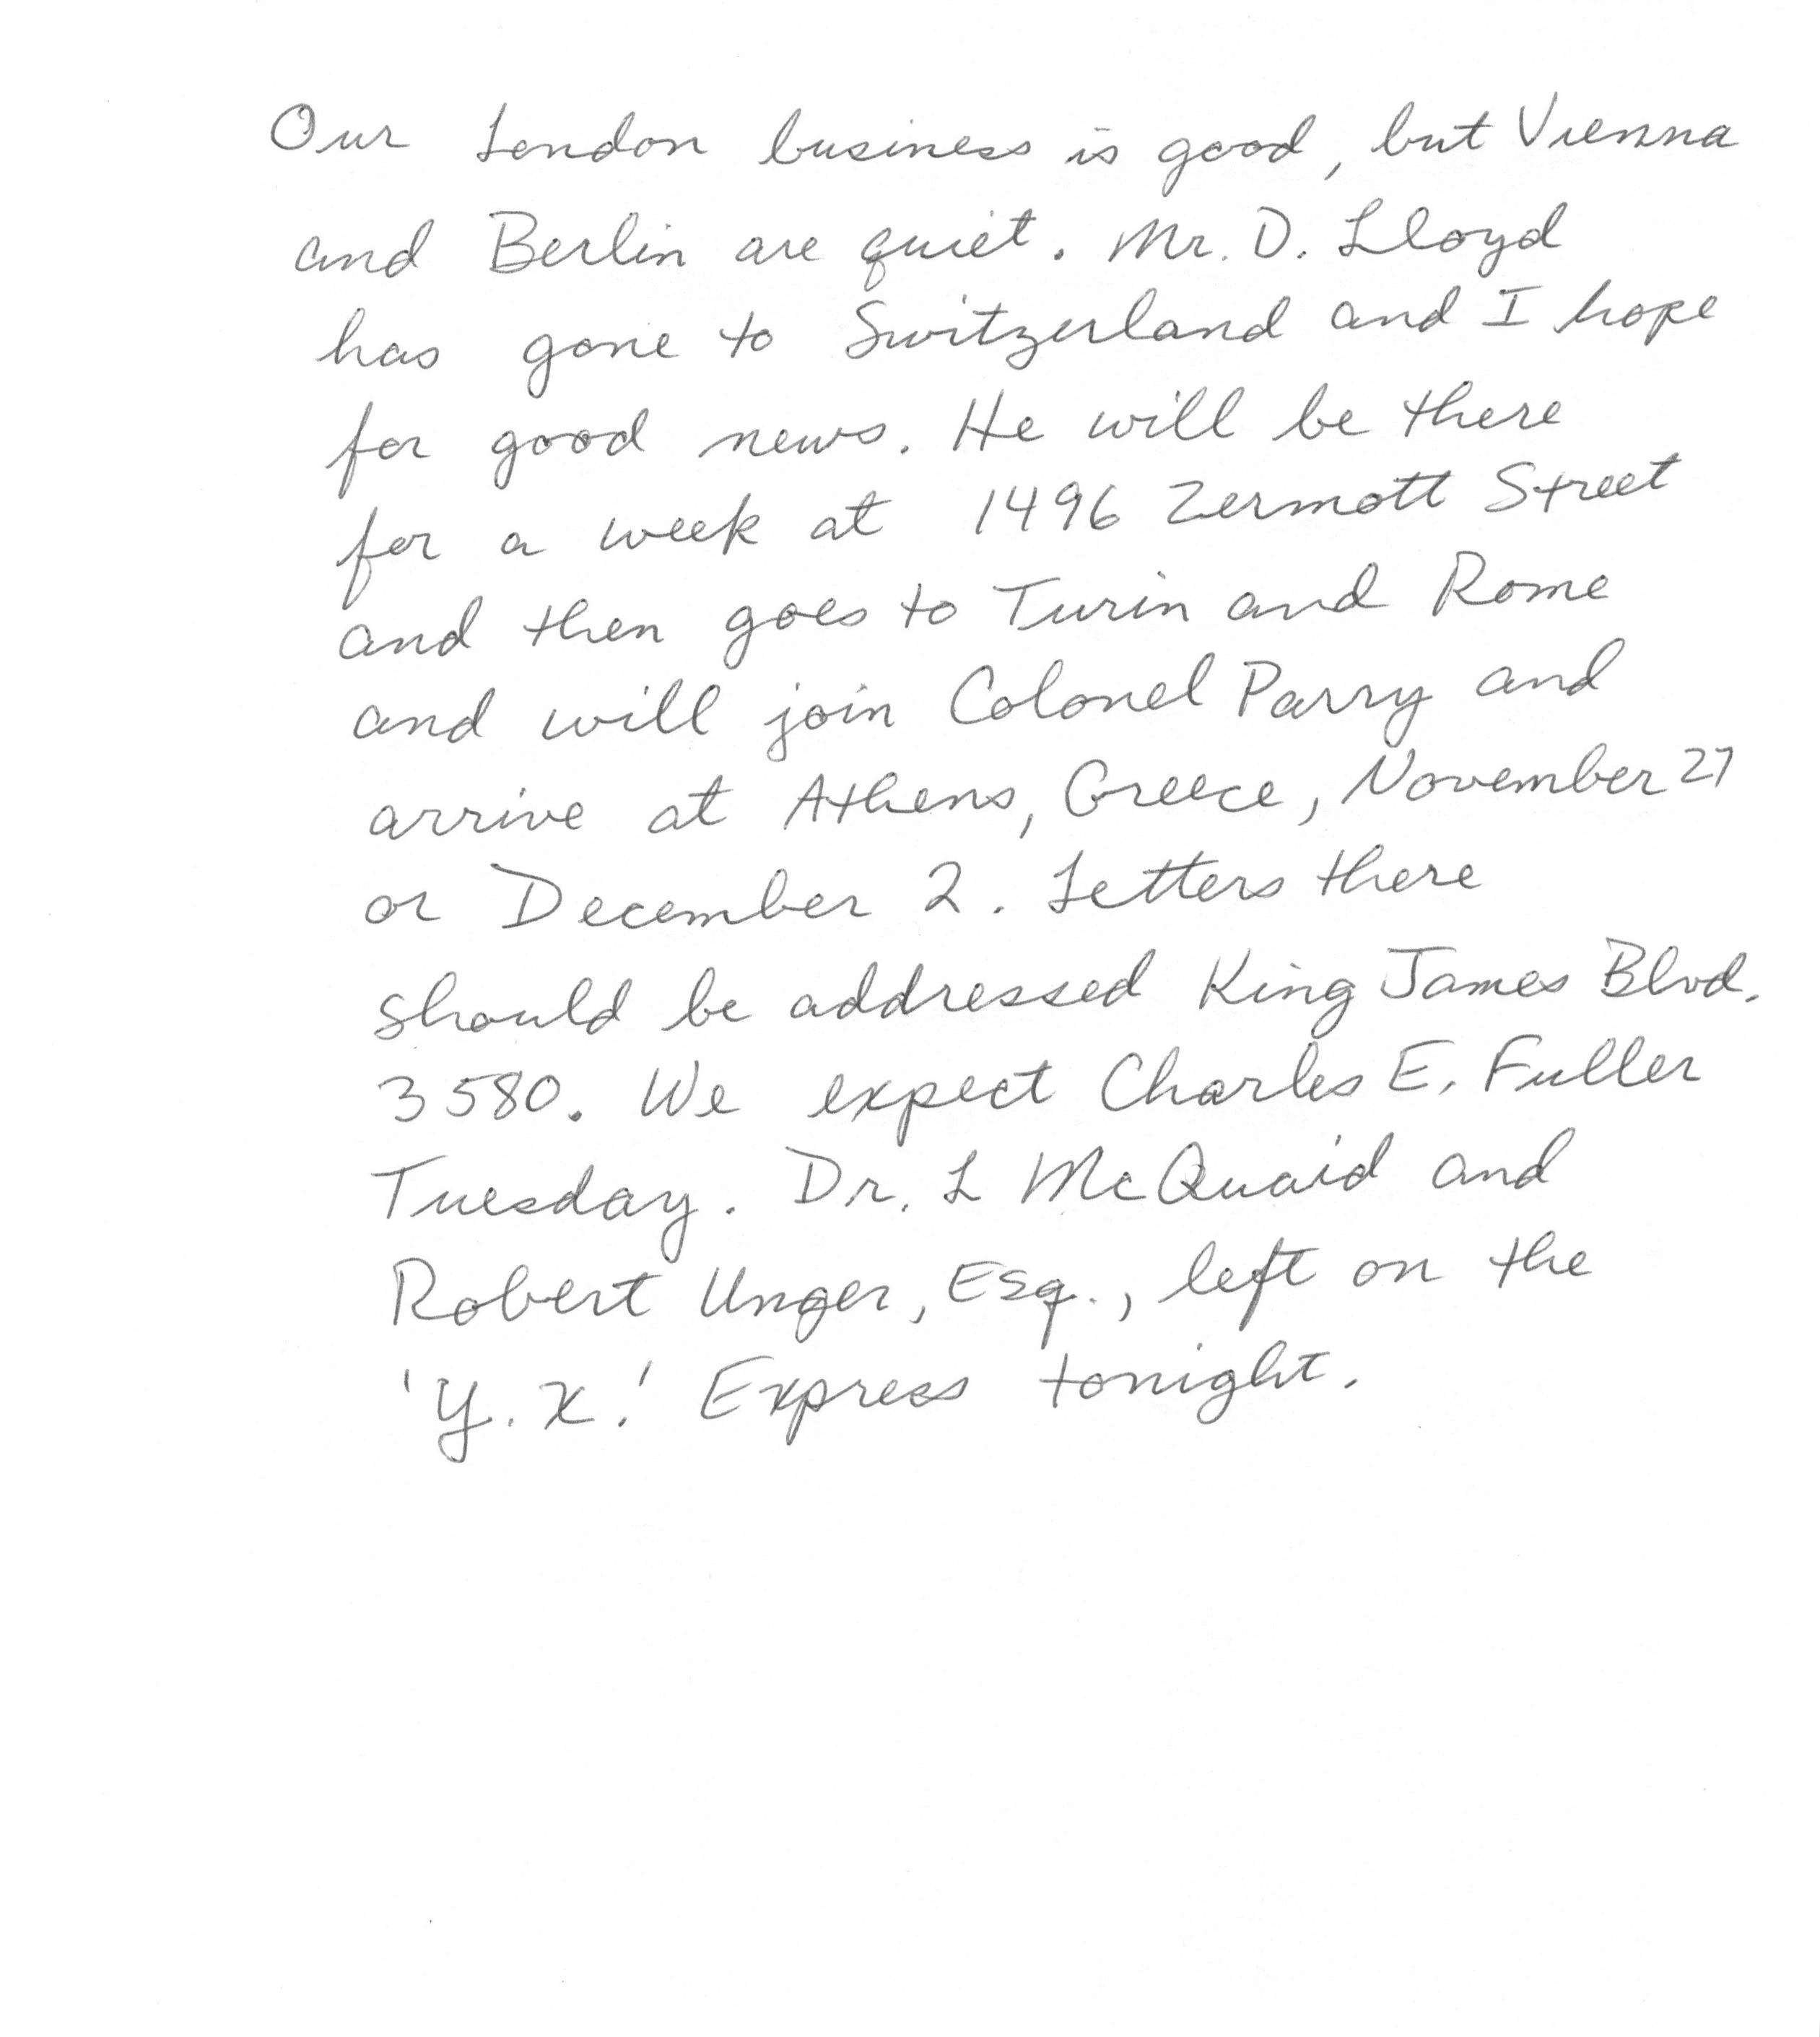 Our London business is good, but Vienna
and Berlin are quiet. Mr. D. Lloyd
has gone to Switzerland and I hope
for good news. He will be there
for a week at 1496 Zermott Street
and then goes to Turin and Rome
and will join Colonel Parry and
arrive at Athens, Greece, November 27
or December 2. Letters there
should be addressed King James Blvd.
3580. We expect Charles E. Fuller
Tuesday. Dr. L McQuaid and
Robert Unger, Esq., left on the
'Y.X.' Express tonight.